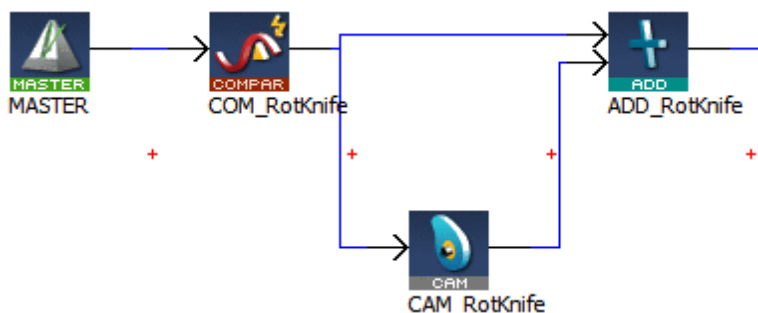 MASTER
COMPAR
ADD
MASTER
COM_RotKnife
ADD_RotKnife
CAM
CAM_RotKnife